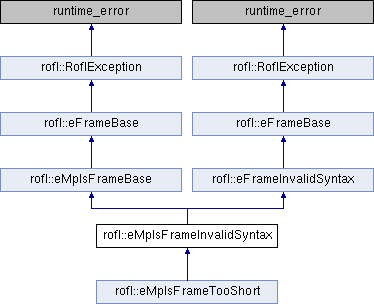 runtime_error runtime_error
rofl::RoflException rofl::RoflException
rofl::eFrameBase rofl::eFrameBase
rofl::eMplsFrameBase rofl::eFrameInvalidSyntax
rofl::eMplsFrameInvalidSyntax
rofl::eMplsFrameTooShort